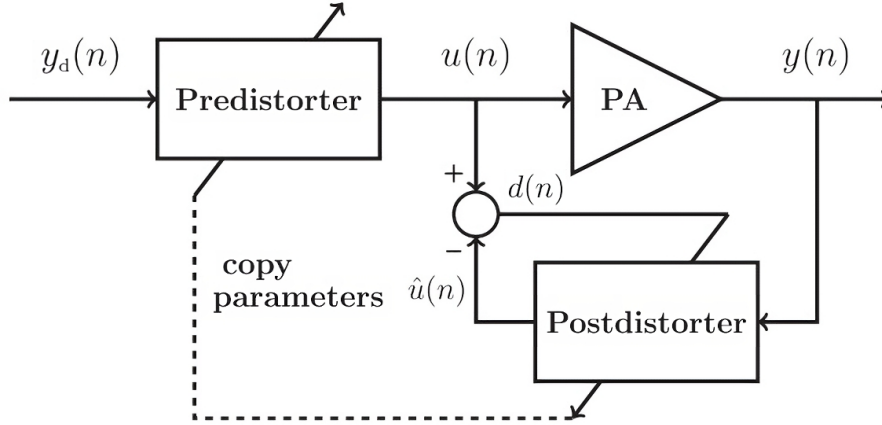 y_d(n)
u(n)
y(n)
Predistorter
PA
+
d(n)
−
copy
parameters
û(n)
Postdistorter